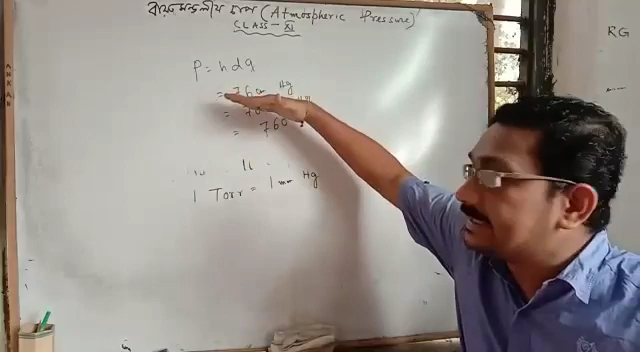 বায়ুমণ্ডলীয় চাপ (Atmospheric Pressure)
CLASS - XI
P = hdg
= 76 cm Hg
= 760
1 Torr = 1 mm Hg
RG